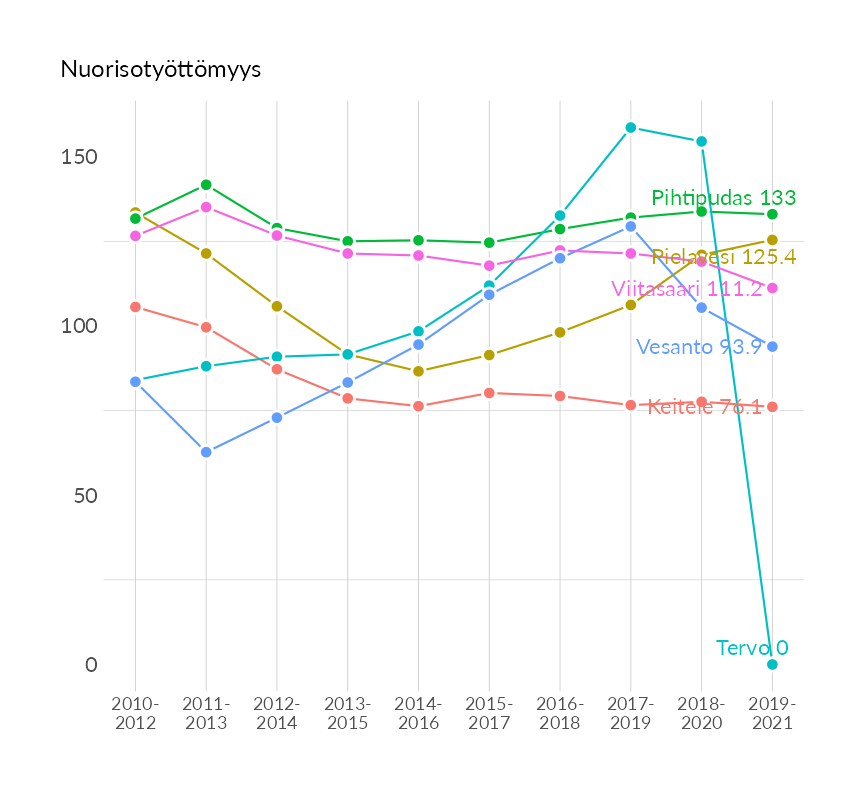 Nuorisotyöttömyys
150
100
50
0
Pihtipudas 133
Pielavesi 125.4
Viitasaari 111.2
Vesanto 93.9
Keitele 76.1
Tervo 0
2010-2012
2011-2013
2012-2014
2013-2015
2014-2016
2015-2017
2016-2018
2017-2019
2018-2020
2019-2021